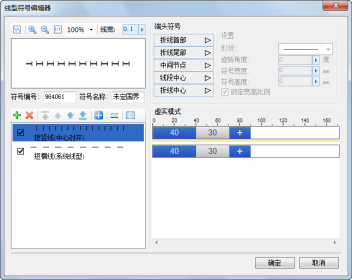 线型符号编辑器
100%
线宽: 0.1
符号编号: 964061 符号名称: 未定国界
短竖线(中心对齐)
短横线(系统线型)
端头符号
折线首部
折线尾部
中间节点
线段中心
折线中心
设置
形状:
旋转角度: 0 度
符号宽度: 0 mm
符号高度: 0 mm
锁定宽高比例
虚实模式
0 20 40 60 80 100 120 140 160
40 30 +
40 30 +
确定 取消